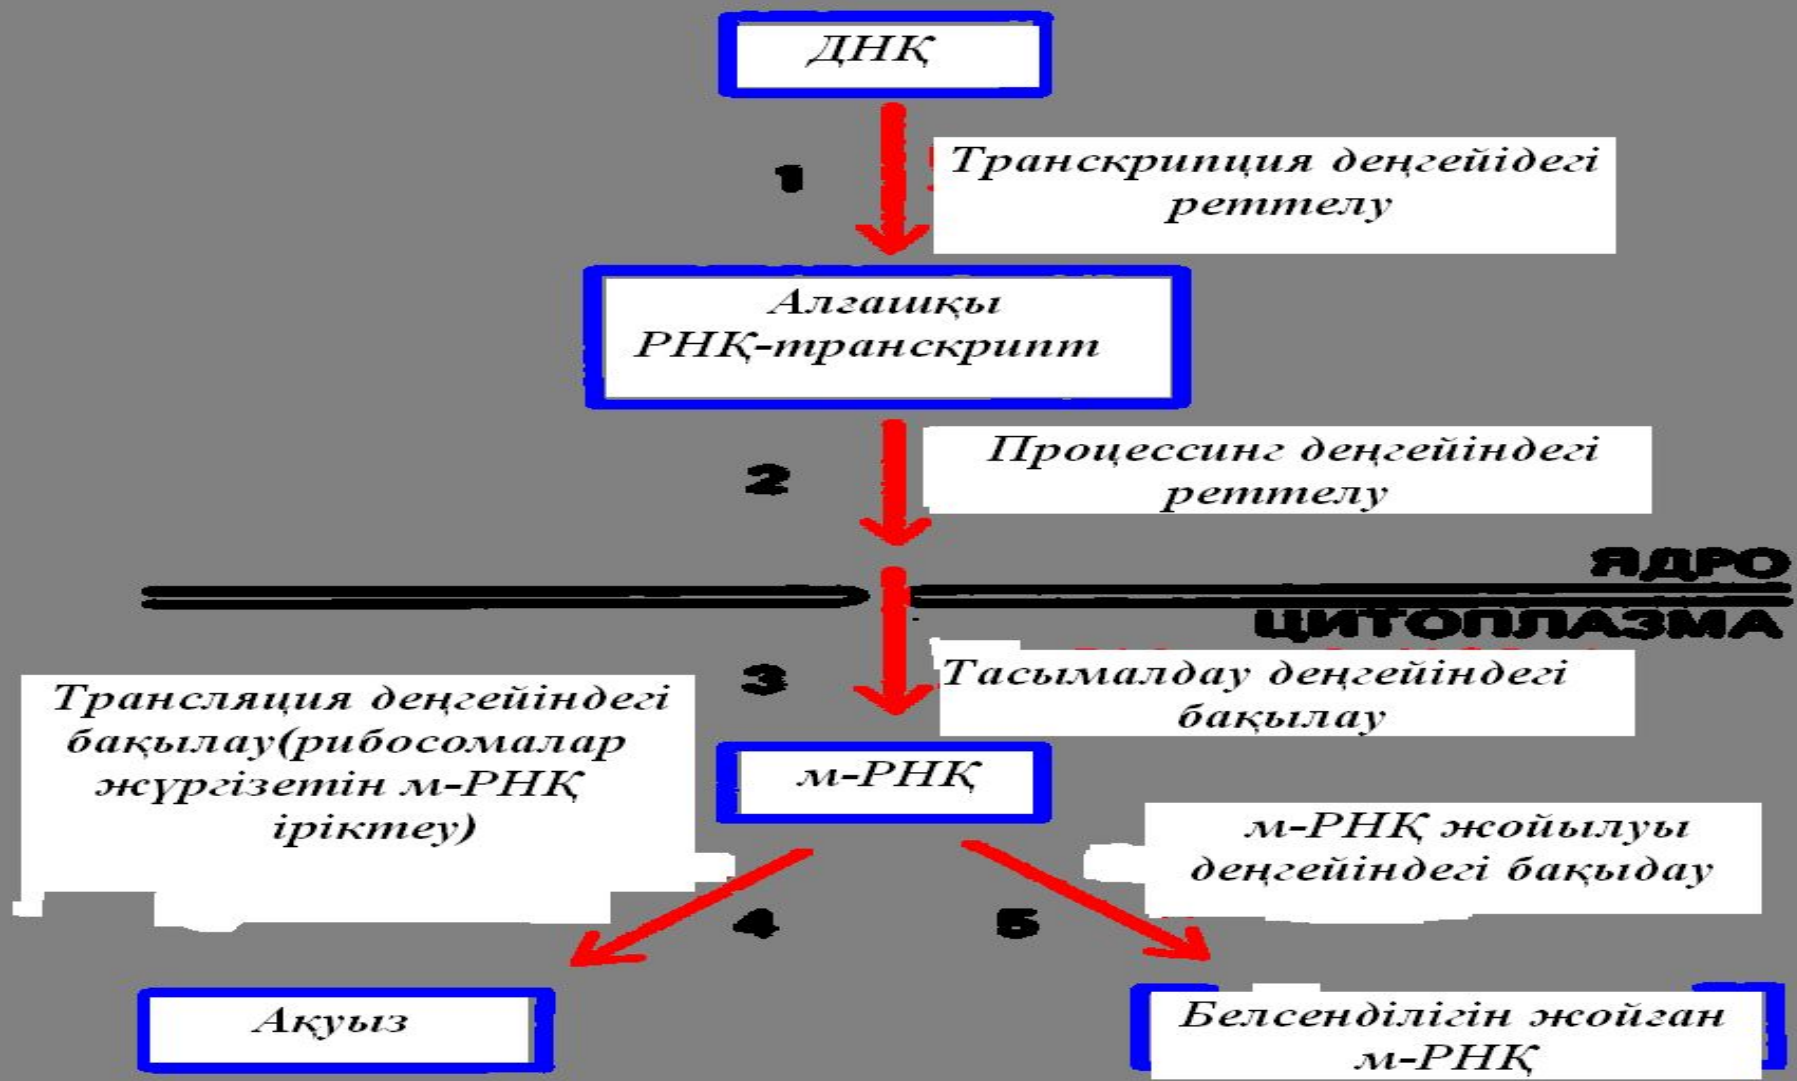 ДНҚ
1
Транскрипция деңгейідегі
реттелу
Алғашқы
РНҚ-транскрипт
2
Процессинг деңгейіндегі
реттелу
ЯДРО
ЦИТОПЛАЗМА
3
Тасымалдау деңгейіндегі
бақылау
Трансляция деңгейіндегі
бақылау(рибосомалар
жүргізетін м-РНҚ
іріктеу)
м-РНҚ
м-РНҚ жойылуы
деңгейіндегі бақыдау
4
5
Ақуыз
Белсенділігін жойған
м-РНҚ